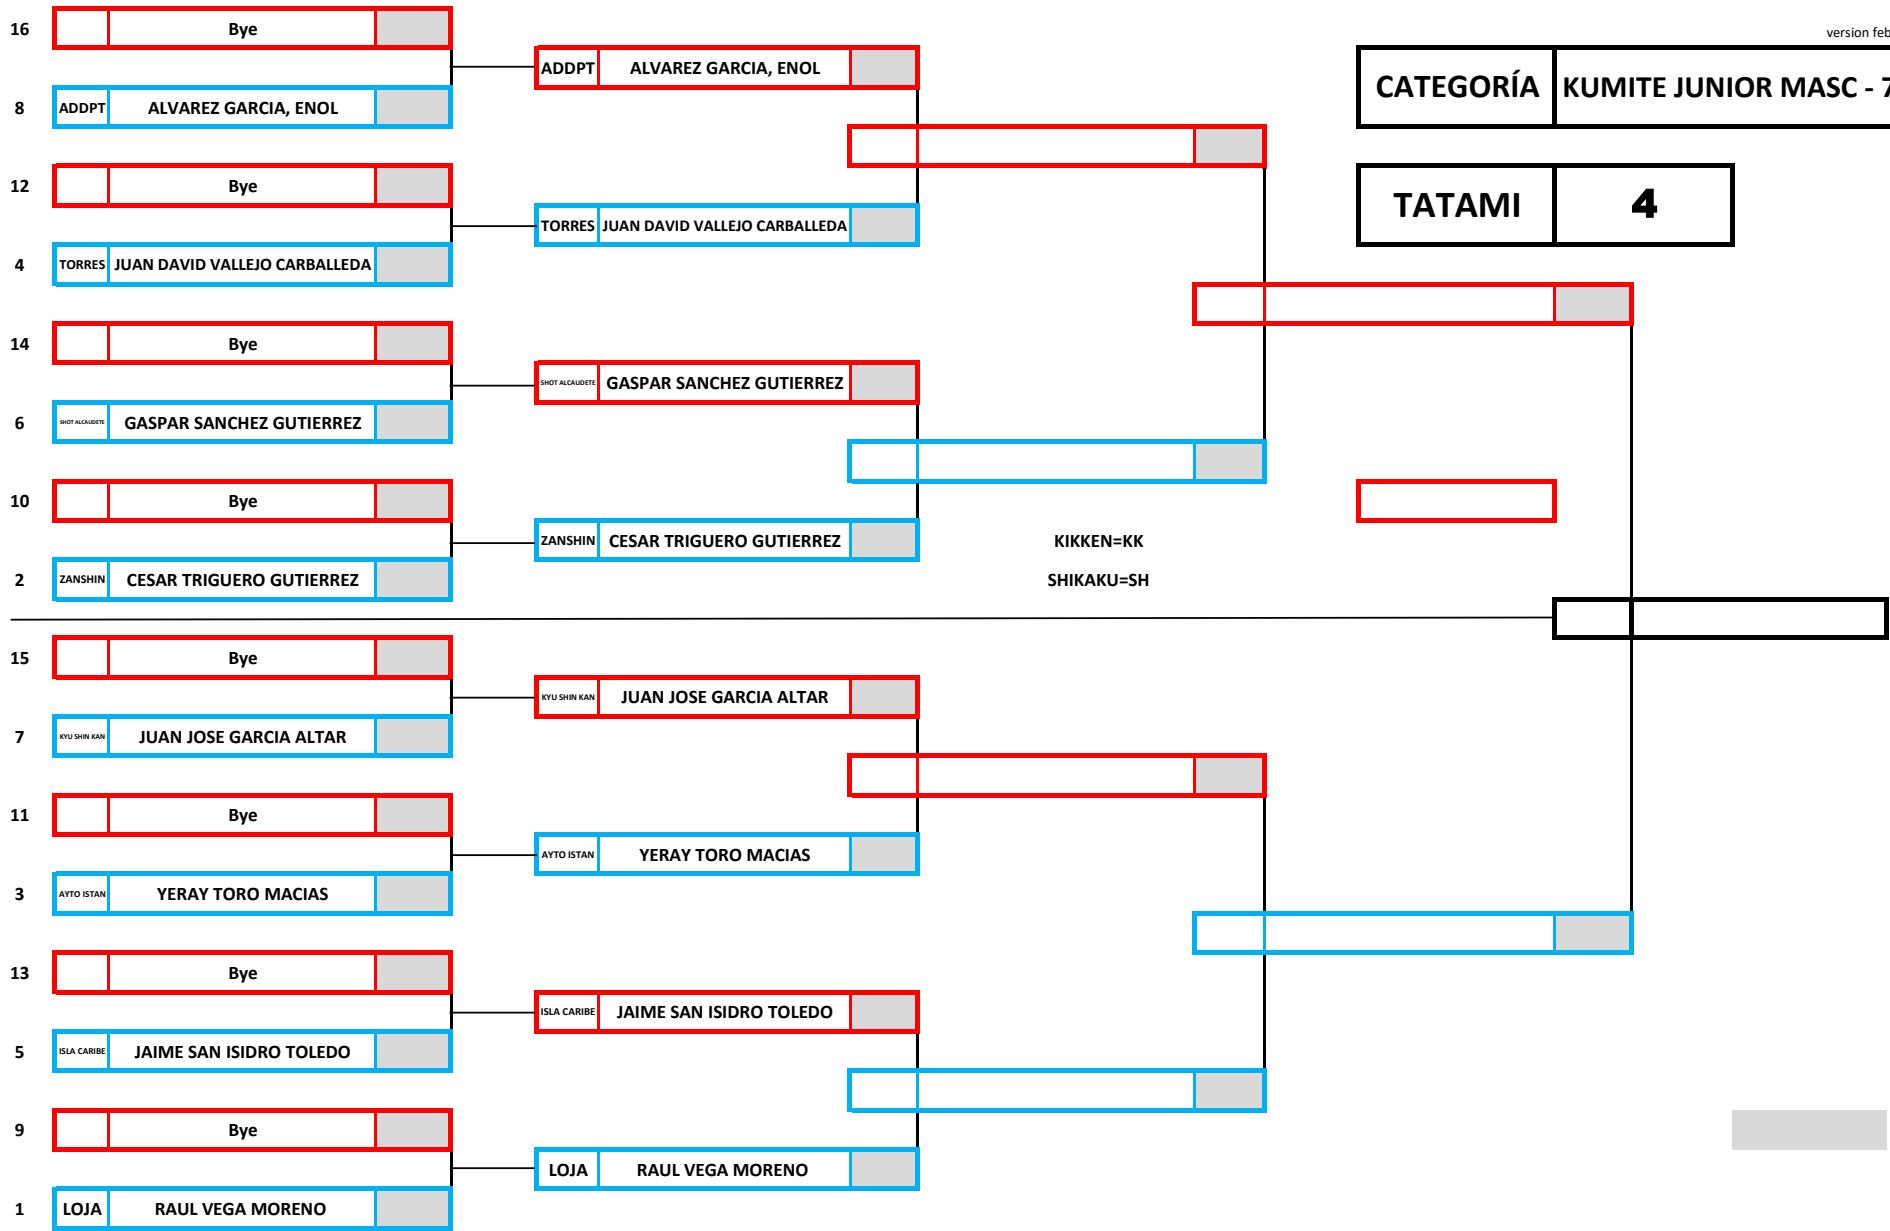 version feb
CATEGORÍA KUMITE JUNIOR MASC - 7
TATAMI 4
16 Bye
8 ADDPT ALVAREZ GARCIA, ENOL
12 Bye
4 TORRES JUAN DAVID VALLEJO CARBALLEDA
14 Bye
6 SHOT ALCAUDETE GASPAR SANCHEZ GUTIERREZ
10 Bye
2 ZANSHIN CESAR TRIGUERO GUTIERREZ
15 Bye
7 KYU SHIN KAN JUAN JOSE GARCIA ALTAR
11 Bye
3 AYTO ISTAN YERAY TORO MACIAS
13 Bye
5 ISLA CARIBE JAIME SAN ISIDRO TOLEDO
9 Bye
1 LOJA RAUL VEGA MORENO
ADDPT ALVAREZ GARCIA, ENOL
TORRES JUAN DAVID VALLEJO CARBALLEDA
SHOT ALCAUDETE GASPAR SANCHEZ GUTIERREZ
ZANSHIN CESAR TRIGUERO GUTIERREZ
KYU SHIN KAN JUAN JOSE GARCIA ALTAR
AYTO ISTAN YERAY TORO MACIAS
ISLA CARIBE JAIME SAN ISIDRO TOLEDO
LOJA RAUL VEGA MORENO
KIKKEN=KK
SHIKAKU=SH